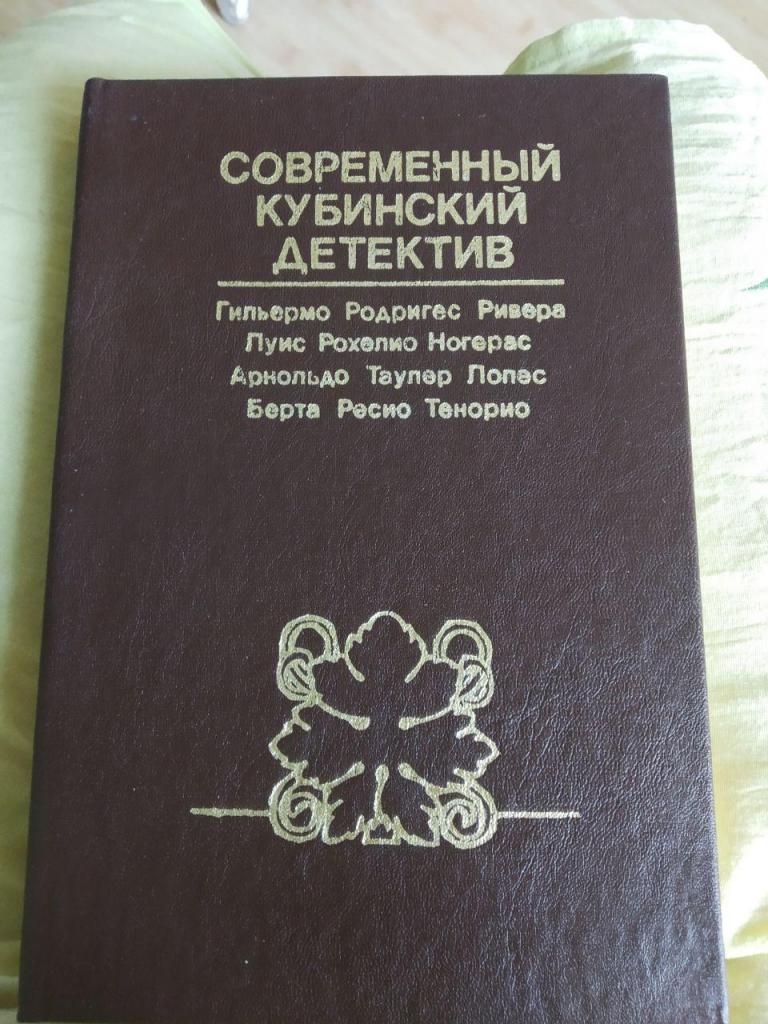 СОВРЕМЕННЫЙ
КУБИНСКИЙ
ДЕТЕКТИВ
Гильермо Родригес Ривера
Луис Рохелио Ногерас
Арнольдо Таулер Лопес
Берта Ресио Тенорио